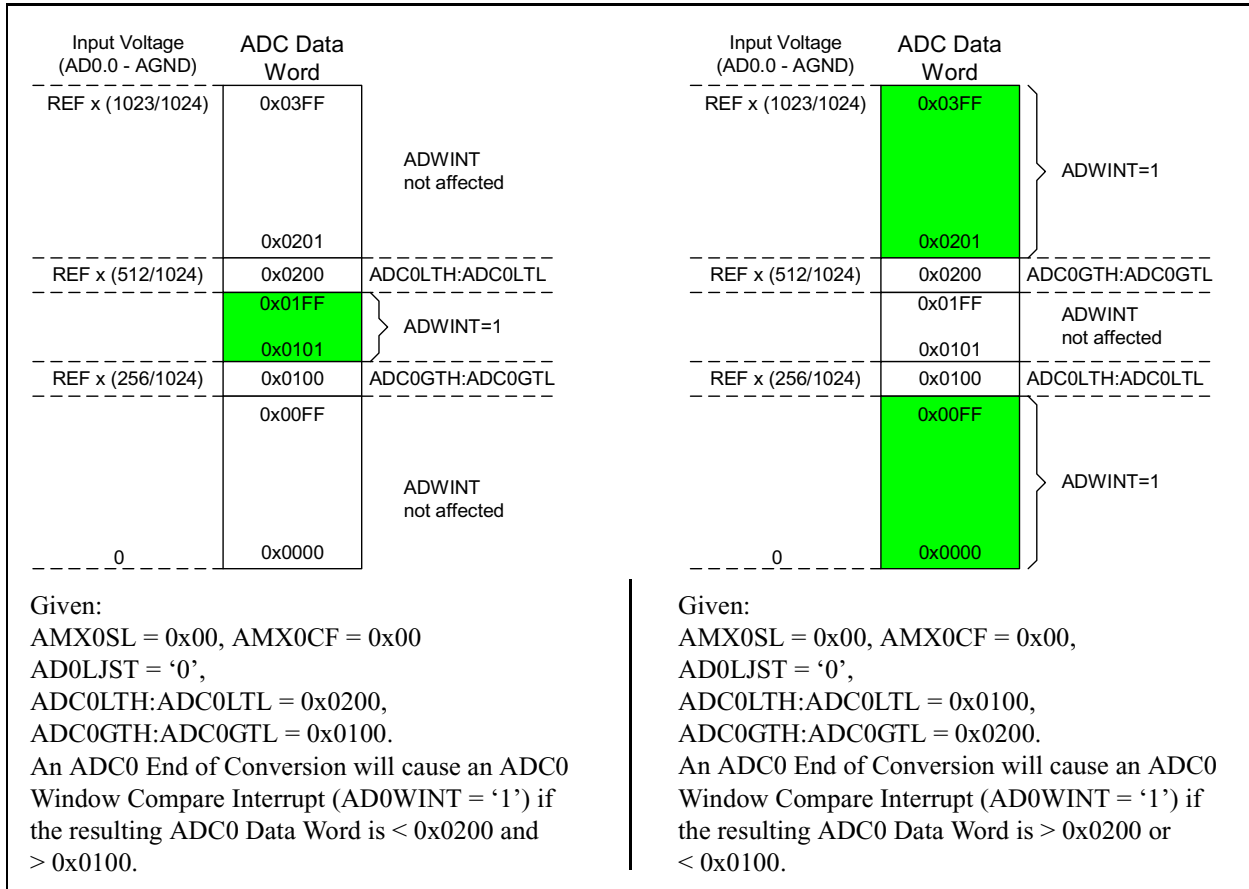 Input Voltage
(AD0.0 - AGND)
ADC Data
Word
REF x (1023/1024)
0x03FF
ADWINT
not affected
0x0201
REF x (512/1024)
0x0200
ADC0LTH:ADC0LTL
0x01FF
ADWINT=1
0x0101
REF x (256/1024)
0x0100
ADC0GTH:ADC0GTL
0x00FF
ADWINT
not affected
0
0x0000
Given:
AMX0SL = 0x00, AMX0CF = 0x00
AD0LJST = ‘0’,
ADC0LTH:ADC0LTL = 0x0200,
ADC0GTH:ADC0GTL = 0x0100.
An ADC0 End of Conversion will cause an ADC0
Window Compare Interrupt (AD0WINT = ‘1’) if
the resulting ADC0 Data Word is < 0x0200 and
> 0x0100.
Input Voltage
(AD0.0 - AGND)
ADC Data
Word
REF x (1023/1024)
0x03FF
ADWINT=1
0x0201
REF x (512/1024)
0x0200
ADC0GTH:ADC0GTL
0x01FF
ADWINT
not affected
0x0101
REF x (256/1024)
0x0100
ADC0LTH:ADC0LTL
0x00FF
ADWINT=1
0
0x0000
Given:
AMX0SL = 0x00, AMX0CF = 0x00,
AD0LJST = ‘0’,
ADC0LTH:ADC0LTL = 0x0100,
ADC0GTH:ADC0GTL = 0x0200.
An ADC0 End of Conversion will cause an ADC0
Window Compare Interrupt (AD0WINT = ‘1’) if
the resulting ADC0 Data Word is > 0x0200 or
< 0x0100.